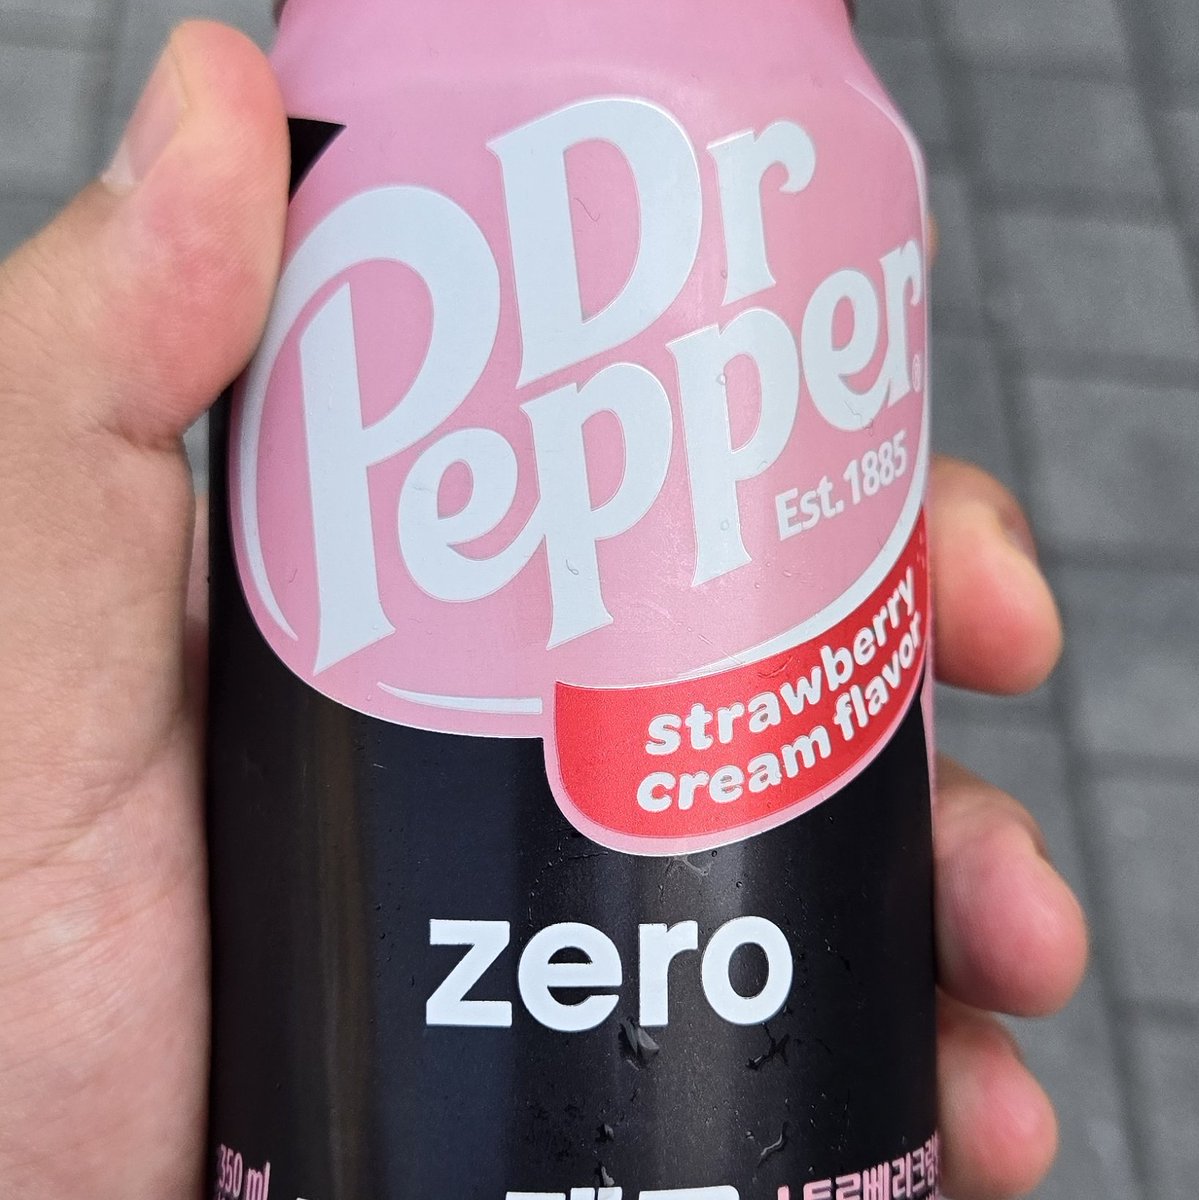 Dr
Pepper
Est. 1885
strawberry
cream flavor
zero
350 ml